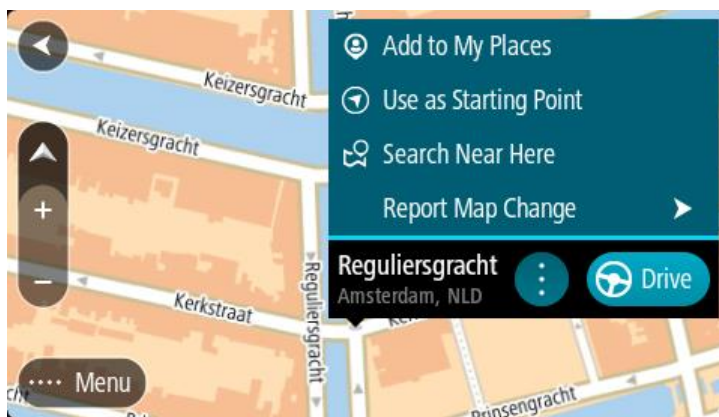 Keizersgracht
Keizersgracht
Add to My Places
Use as Starting Point
Search Near Here
Report Map Change
Reguliersgracht
Amsterdam, NLD
Drive
Reguliersgracht
Kerkstraat
Prinsengracht
Menu